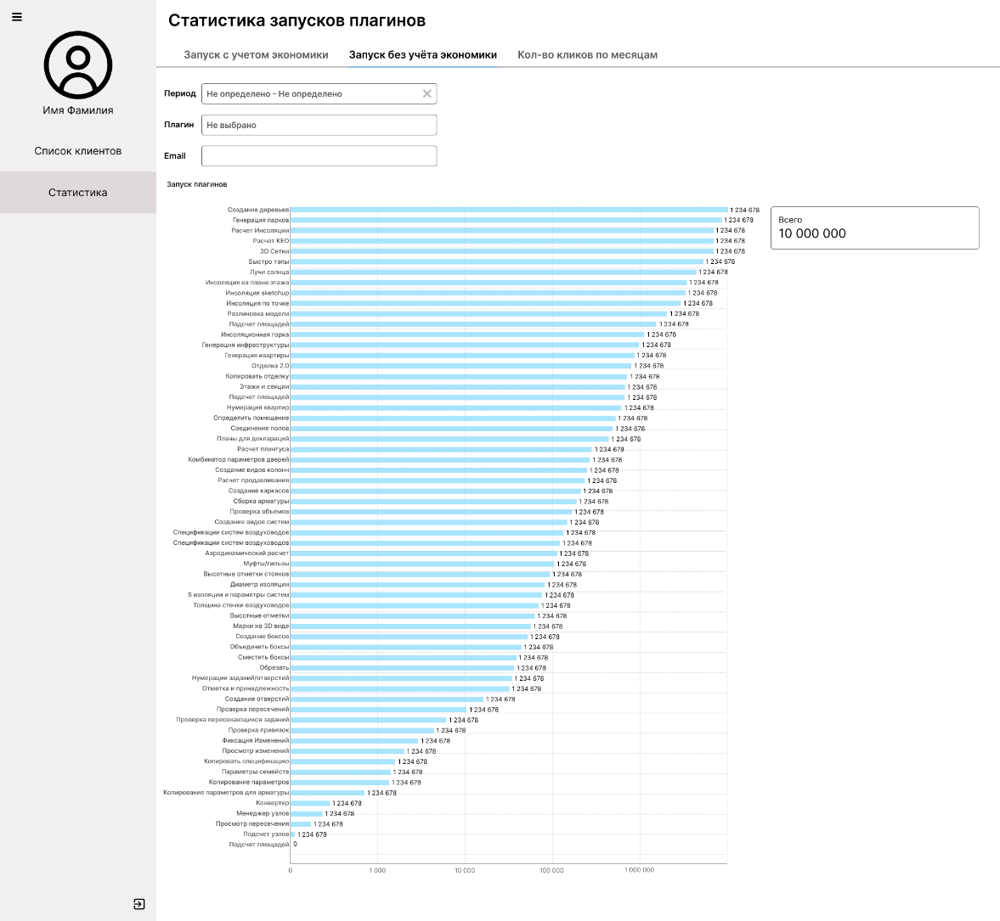 Статистика запусков плагинов
Имя Фамилия
Список клиентов
Статистика
Запуск с учетом экономики
Запуск без учёта экономики
Кол-во кликов по месяцам
Период
Не определено - Не определено
Плагин
Не выбрано
Email
Запуск плагинов
Создание деревьев 1 234 678
Генерация парков 1 234 678
Расчет Инсоляции 1 234 678
Расчет КЕО 1 234 678
3D Сетки 1 234 678
Быстро тэпы 1 234 678
Лучи солнца 1 234 678
Инсоляция на плане этажа 1 234 678
Инсоляция sketchup 1 234 678
Инсоляция по точке 1 234 678
Разлиновка модели 1 234 678
Подсчет площадей 1 234 678
Инсоляционная горка 1 234 678
Генерация инфраструктуры 1 234 678
Генерация квартиры 1 234 678
Отделка 2.0 1 234 678
Копировать отделку 1 234 678
Этажи и секции 1 234 678
Подсчет площадей 1 234 678
Нумерация квартир 1 234 678
Определить помещение 1 234 678
Соединение полов 1 234 678
Планы для деклараций 1 234 678
Расчет плинтуса 1 234 678
Комбинатор параметров дверей 1 234 678
Создание видов колонн 1 234 678
Расчет продавливания 1 234 678
Создание каркасов 1 234 678
Сборка арматуры 1 234 678
Проверка объемов 1 234 678
Создание видов систем 1 234 678
Спецификации систем воздуховодов 1 234 678
Спецификации систем воздуховодов 1 234 678
Аэродинамический расчет 1 234 678
Муфты/гильзы 1 234 678
Высотные отметки стояков 1 234 678
Диаметр изоляции 1 234 678
S изоляции и параметры систем 1 234 678
Толщина стенки воздуховодов 1 234 678
Высотные отметки 1 234 678
Марки на 3D виде 1 234 678
Создание боксов 1 234 678
Объединить боксы 1 234 678
Сместить боксы 1 234 678
Обрезать 1 234 678
Нумерация заданий/отверстий 1 234 678
Отметка и принадлежность 1 234 678
Создание отверстий 1 234 678
Проверка пересечений 1 234 678
Проверка пересекающихся заданий 1 234 678
Проверка привязок 1 234 678
Фиксация Изменений 1 234 678
Просмотр изменений 1 234 678
Копировать спецификацию 1 234 678
Параметры семейств 1 234 678
Копирование параметров 1 234 678
Копирование параметров для арматуры 1 234 678
Конвертер 1 234 678
Менеджер узлов 1 234 678
Просмотр пересечения 1 234 678
Подсчет узлов 1 234 678
Подсчет площадей 0
0 1 000 10 000 100 000 1 000 000
Всего
10 000 000